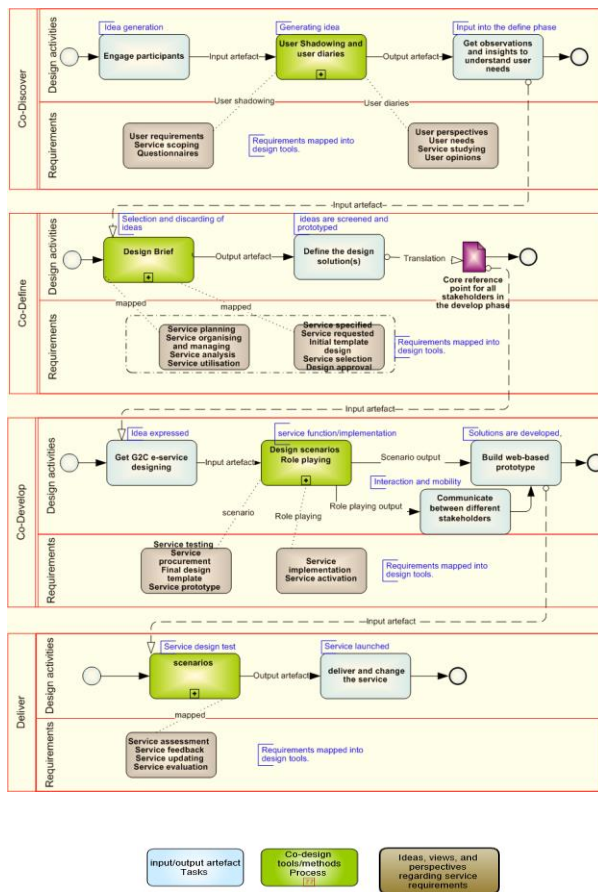 Co-Discover
Design activities
Idea generation
Engage participants
Input artefact
Generating idea
User Shadowing and
user diaries
Output artefact
Input into the define phase
Get observations
and insights to
understand user
needs
Requirements
User shadowing
User diaries
User requirements
Service scoping
Questionnaires
Requirements mapped into
design tools.
User perspectives
User needs
Service studying
User opinions
Input artefact
Co-Define
Design activities
Selection and discarding of
ideas
Design Brief
Output artefact
ideas are screened and
prototyped
Define the design
solution(s)
Translation
Core reference
point for all
stakeholders in
the develop phase
Requirements
mapped
mapped
Service planning
Service organising
and managing
Service analysis
Service utilisation
Service specified
Service requested
Initial template
design
Service selection
Design approval
Requirements mapped into
design tools.
Input artefact
Co-Develop
Design activities
Idea expressed
Get G2C e-service
designing
Input artefact
service function/implementation
Design scenarios
Role playing
Scenario output
Solutions are developed,
Build web-based
prototype
Interaction and mobility
Role playing output
Communicate
between different
stakeholders
Requirements
scenario
Role playing
Service testing
Service
procurement
Final design
template
Service prototype
Service
implementation
Service activation
Requirements mapped into
design tools.
Input artefact
Deliver
Design activities
Service design test
scenarios
Output artefact
Service launched
deliver and change
the service
Requirements
mapped
Service assessment
Service feedback
Service updating
Service evaluation
Requirements mapped into
design tools.
input/output artefact
Tasks
Co-design
tools/methods
Process
Ideas, views, and
perspectives
regarding service
requirements